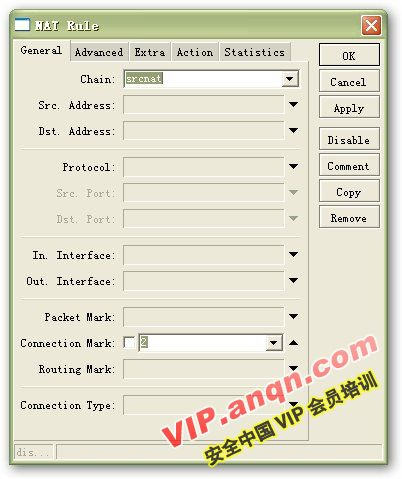 NAT Rule
General Advanced Extra Action Statistics
Chain: srcnat
Src. Address:
Dst. Address:
Protocol:
Src. Port:
Dst. Port:
In. Interface:
Out. Interface:
Packet Mark:
Connection Mark: 2
Routing Mark:
Connection Type:
OK
Cancel
Apply
Disable
Comment
Copy
Remove
dis...
VIP.anqn.com
安全中国 VIP 会员培训